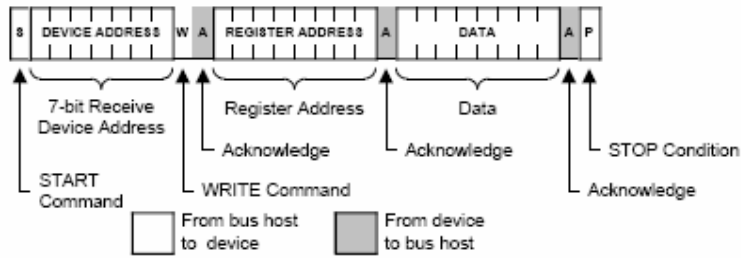 S DEVICE ADDRESS W A REGISTER ADDRESS A DATA A P
7-bit Receive
Device Address
Register Address
Data
Acknowledge
Acknowledge
STOP Condition
START
Command
WRITE Command
Acknowledge
From bus host
to device
From device
to bus host